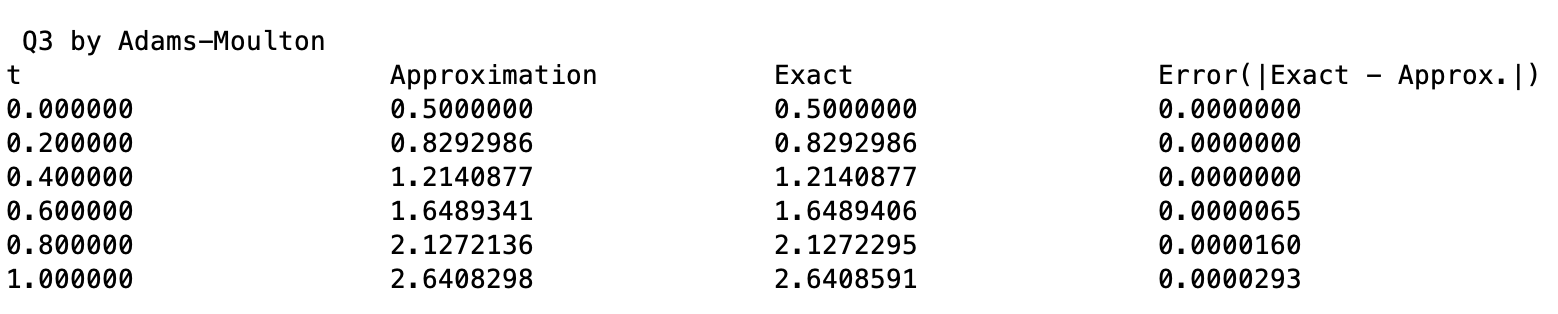 Q3 by Adams-Moulton
t Approximation Exact Error(|Exact - Approx.|)
0.000000 0.5000000 0.5000000 0.0000000
0.200000 0.8292986 0.8292986 0.0000000
0.400000 1.2140877 1.2140877 0.0000000
0.600000 1.6489341 1.6489406 0.0000065
0.800000 2.1272136 2.1272295 0.0000160
1.000000 2.6408298 2.6408591 0.0000293